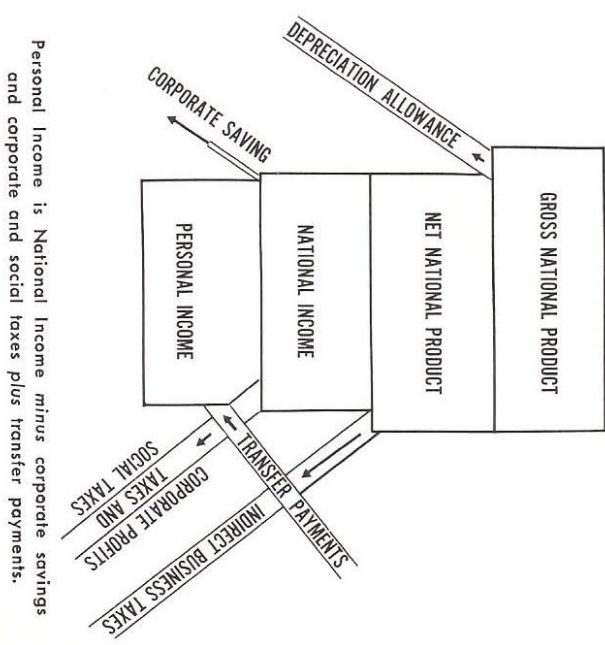 GROSS NATIONAL PRODUCT
DEPRECIATION ALLOWANCE
NET NATIONAL PRODUCT
INDIRECT BUSINESS TAXES
NATIONAL INCOME
CORPORATE SAVING
CORPORATE PROFITS
TAXES AND
SOCIAL TAXES
TRANSFER PAYMENTS
PERSONAL INCOME
Personal Income is National Income minus corporate savings
and corporate and social taxes plus transfer payments.